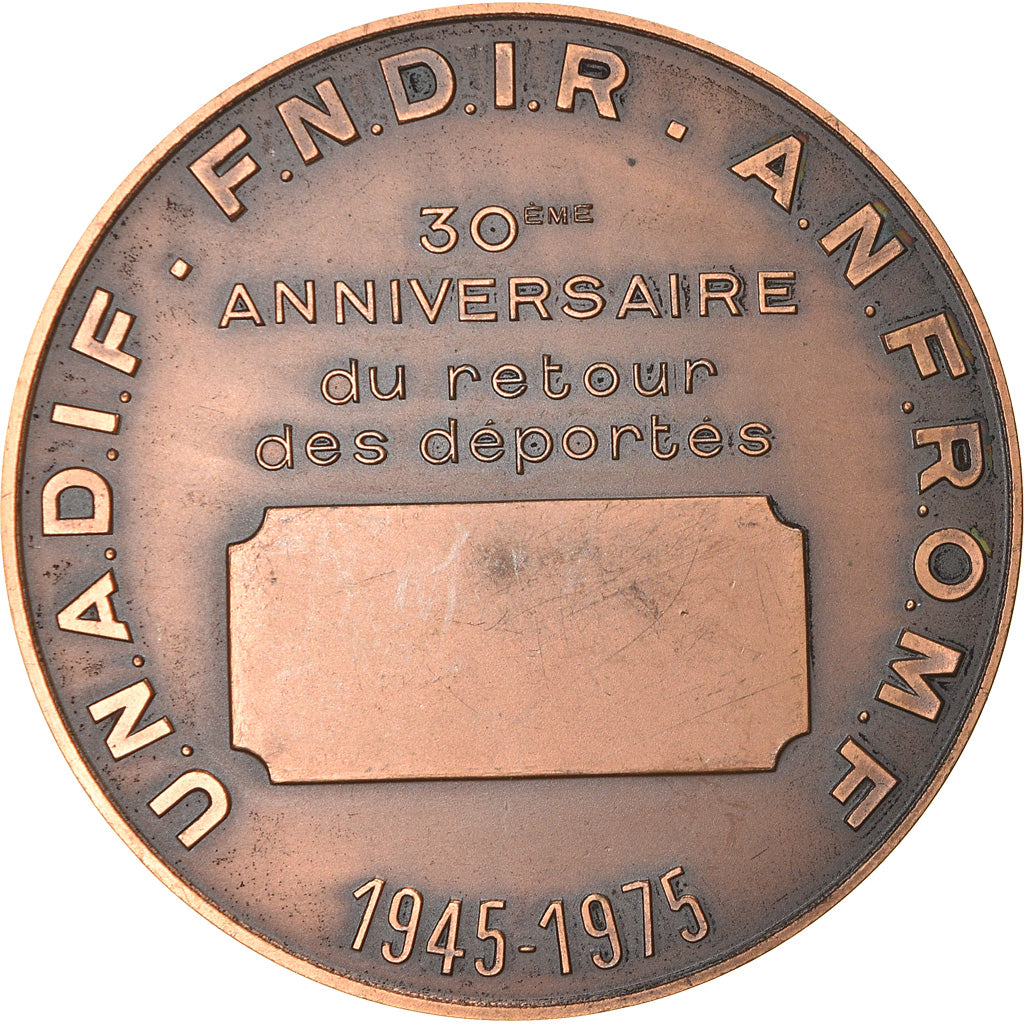 U.N.A.D.I.F. F.N.D.I.R. A.N.F.R.O.M.F
30ÈME
ANNIVERSAIRE
du retour
des déportés
1945-1975